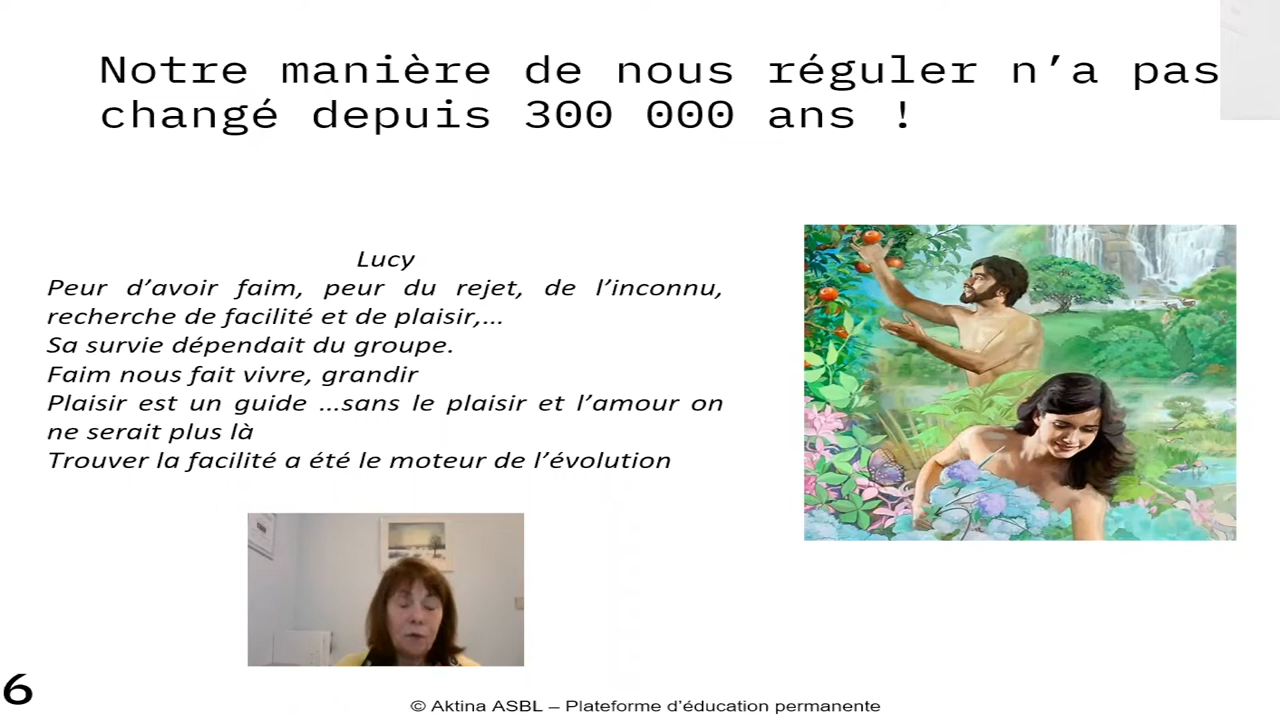 Notre manière de nous réguler n’a pas
changé depuis 300 000 ans !
Lucy
Peur d’avoir faim, peur du rejet, de l’inconnu,
recherche de facilité et de plaisir,...
Sa survie dépendait du groupe.
Faim nous fait vivre, grandir
Plaisir est un guide ...sans le plaisir et l’amour on
ne serait plus là
Trouver la facilité a été le moteur de l’évolution
6
© Aktina ASBL – Plateforme d’éducation permanente